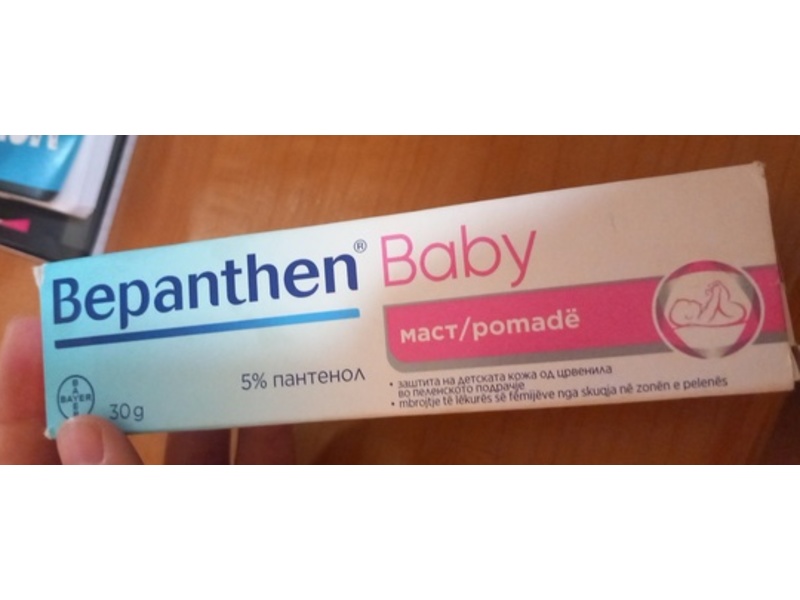 Bepanthen® Baby
маст/pomadë
5% пантенол
• заштита на детската кожа од црвенила
во пеленското подрачје
• mbrojtje të lëkurës së fëmijëve nga skuqja në zonën e pelenës
BAYER
BAYER
30g